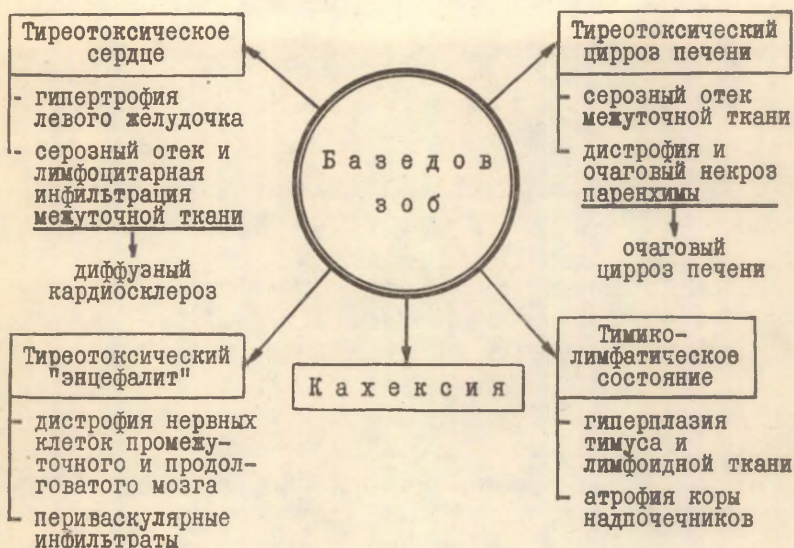 Тиреотоксическое
сердце
- гипертрофия
левого желудочка
- серозный отек и
лимфоцитарная
инфильтрация
межуточной ткани
диффузный
кардиосклероз
Базедов
зоб
Тиреотоксический
цирроз печени
- серозный отек
межуточной ткани
- дистрофия и
очаговый некроз
паренхимы
очаговый
цирроз печени
Тиреотоксический
"энцефалит"
- дистрофия нервных
клеток промежу-
точного и продол-
говатого мозга
- периваскулярные
инфильтраты
Кахексия
Тимико-
лимфатическое
состояние
- гиперплазия
тимуса и
лимфоидной ткани
- атрофия коры
надпочечников